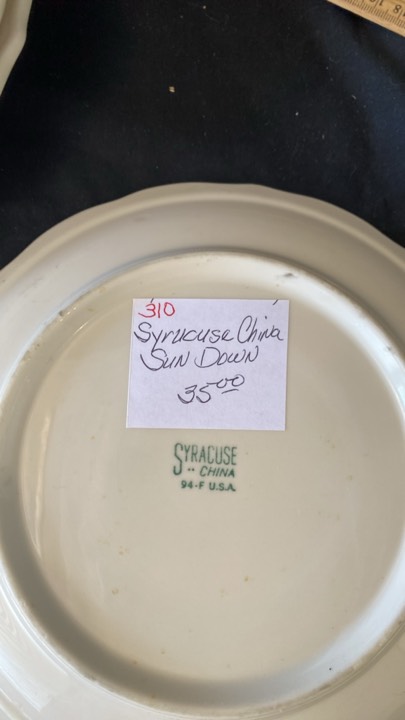 310
Syracuse China
Sun Down
35.00
SYRACUSE
CHINA
94-F U.S.A.